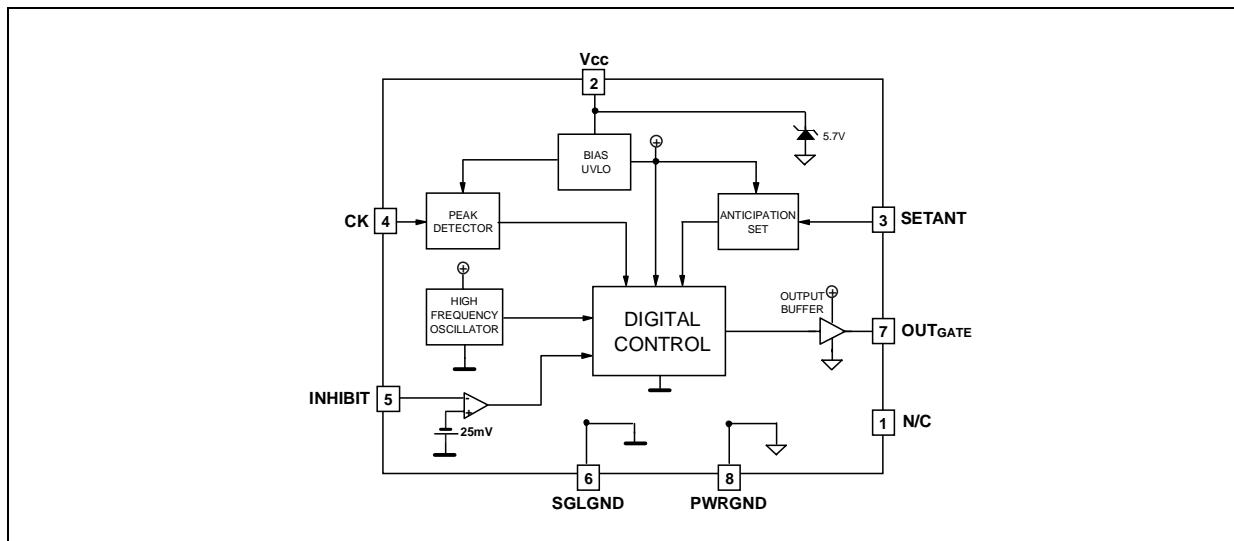 Vcc
2
5.7V
BIAS
UVLO
CK
4
PEAK
DETECTOR
ANTICIPATION
SET
3
SETANT
HIGH
FREQUENCY
OSCILLATOR
DIGITAL
CONTROL
OUTPUT
BUFFER
7
OUTGATE
INHIBIT
5
-
+
25mV
1
N/C
6
SGLGND
8
PWRGND